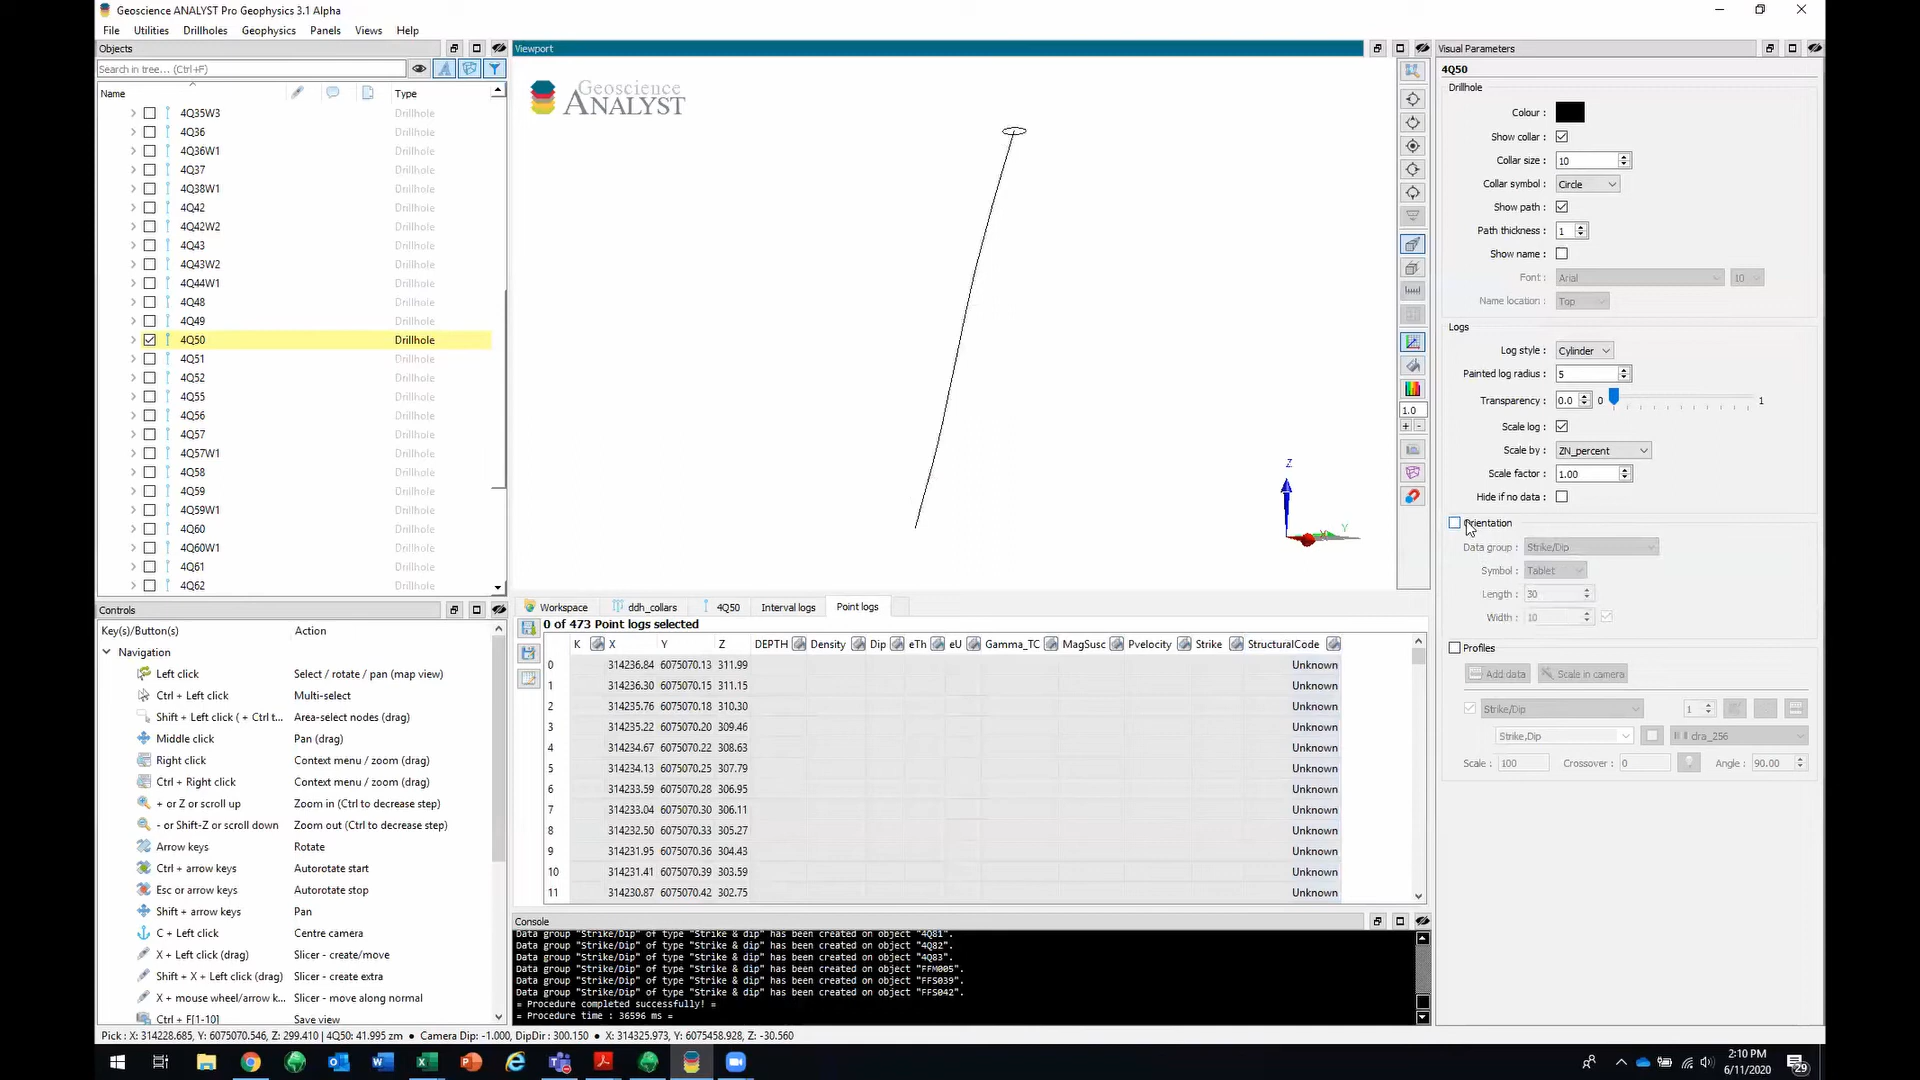 Geoscience ANALYST Pro Geophysics 3.1 Alpha
File Utilities Drillholes Geophysics Panels Views Help
Objects
Search in tree... (Ctrl+F)
Name Type
4Q35W3 Drillhole
4Q36 Drillhole
4Q36W1 Drillhole
4Q37 Drillhole
4Q38W1 Drillhole
4Q42 Drillhole
4Q42W2 Drillhole
4Q43 Drillhole
4Q43W2 Drillhole
4Q44W1 Drillhole
4Q48 Drillhole
4Q49 Drillhole
4Q50 Drillhole
4Q51 Drillhole
4Q52 Drillhole
4Q55 Drillhole
4Q56 Drillhole
4Q57 Drillhole
4Q57W1 Drillhole
4Q58 Drillhole
4Q59 Drillhole
4Q59W1 Drillhole
4Q60 Drillhole
4Q60W1 Drillhole
4Q61 Drillhole
4Q62 Drillhole
Controls
Key(s)/Button(s) Action
Navigation
Left click Select / rotate / pan (map view)
Ctrl + Left click Multi-select
Shift + Left click ( + Ctrl t... Area-select nodes (drag)
Middle click Pan (drag)
Right click Context menu / zoom (drag)
Ctrl + Right click Context menu / zoom (drag)
+ or Z or scroll up Zoom in (Ctrl to decrease step)
- or Shift-Z or scroll down Zoom out (Ctrl to decrease step)
Arrow keys Rotate
Ctrl + arrow keys Autorotate start
Esc or arrow keys Autorotate stop
Shift + arrow keys Pan
C + Left click Centre camera
X + Left click (drag) Slicer - create/move
Shift + X + Left click (drag) Slicer - create extra
X + mouse wheel/arrow k... Slicer - move along normal
Ctrl + F[1-10] Save view
Viewport
Geoscience
ANALYST
Z
Y
X
1.0
+ -
Workspace ddh_collars 4Q50 Interval logs Point logs
0 of 473 Point logs selected
K X Y Z DEPTH Density Dip eTh eU Gamma_TC MagSusc Pvelocity Strike StructuralCode
0 314236.84 6075070.13 311.99 Unknown
1 314236.30 6075070.15 311.15 Unknown
2 314235.76 6075070.18 310.30 Unknown
3 314235.22 6075070.20 309.46 Unknown
4 314234.67 6075070.22 308.63 Unknown
5 314234.13 6075070.25 307.79 Unknown
6 314233.59 6075070.28 306.95 Unknown
7 314233.04 6075070.30 306.11 Unknown
8 314232.50 6075070.33 305.27 Unknown
9 314231.95 6075070.36 304.43 Unknown
10 314231.41 6075070.39 303.59 Unknown
11 314230.87 6075070.42 302.75 Unknown
Console
Data group "Strike/Dip" of type "Strike & dip" has been created on object "4Q81".
Data group "Strike/Dip" of type "Strike & dip" has been created on object "4Q82".
Data group "Strike/Dip" of type "Strike & dip" has been created on object "4Q83".
Data group "Strike/Dip" of type "Strike & dip" has been created on object "FFM005".
Data group "Strike/Dip" of type "Strike & dip" has been created on object "FFS039".
Data group "Strike/Dip" of type "Strike & dip" has been created on object "FFS042".
= Procedure completed successfully! =
= Procedure time : 36596 ms =
Visual Parameters
4Q50
Drillhole
Colour :
Show collar :
Collar size : 10
Collar symbol : Circle
Show path :
Path thickness : 1
Show name :
Font : Arial 10
Name location : Top
Logs
Log style : Cylinder
Painted log radius : 5
Transparency : 0.0 0 1
Scale log :
Scale by : ZN_percent
Scale factor : 1.00
Hide if no data :
Orientation
Data group : Strike/Dip
Symbol : Tablet
Length : 30
Width : 10
Profiles
Add data Scale in camera
Strike/Dip 1
Strike,Dip dra_256
Scale : 100 Crossover : 0 Angle : 90.00
Pick : X: 314228.685, Y: 6075070.546, Z: 299.410 | 4Q50: 41.995 zm • Camera Dip: -1.000, DipDir: 300.150 • X: 314325.973, Y: 6075458.928, Z: -30.560
2:10 PM
6/11/2020
29